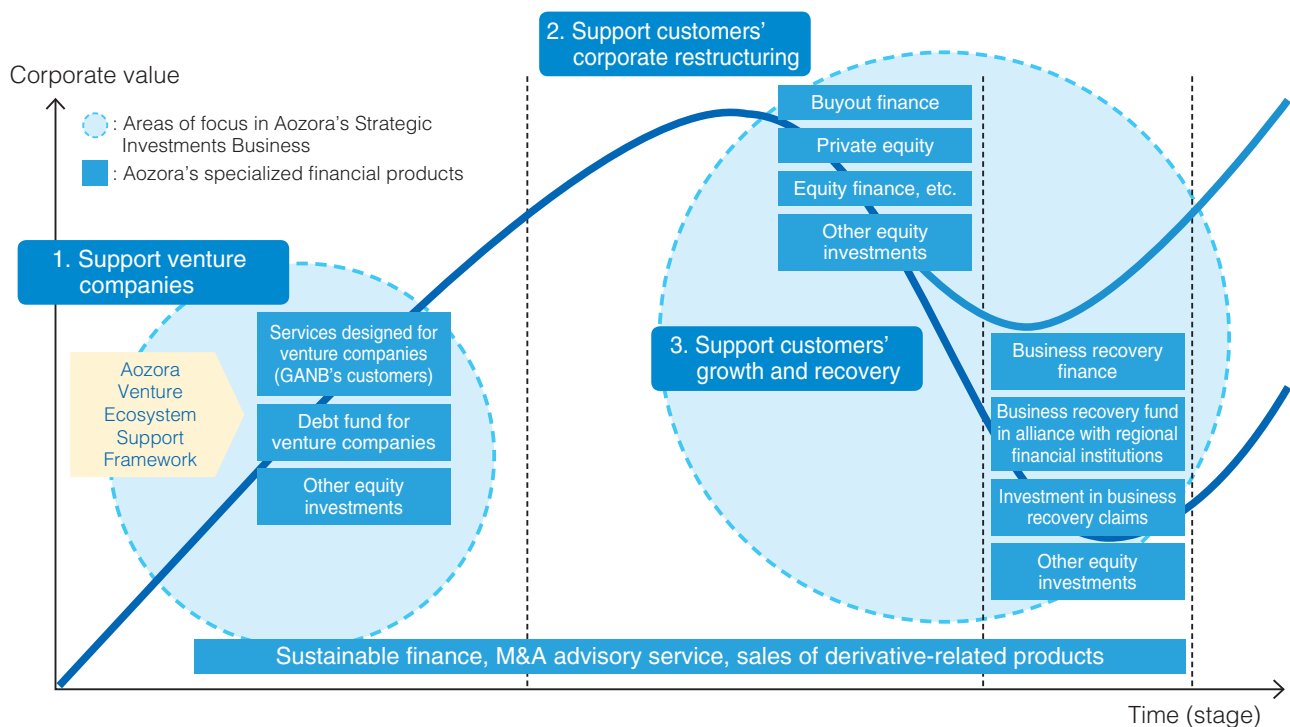 Corporate value
: Areas of focus in Aozora's Strategic
Investments Business
: Aozora's specialized financial products
1. Support venture
companies
Aozora
Venture
Ecosystem
Support
Framework
Services designed for
venture companies
(GANB's customers)
Debt fund for
venture companies
Other equity
investments
2. Support customers'
corporate restructuring
Buyout finance
Private equity
Equity finance, etc.
Other equity
investments
3. Support customers'
growth and recovery
Business recovery
finance
Business recovery fund
in alliance with regional
financial institutions
Investment in business
recovery claims
Other equity
investments
Sustainable finance, M&A advisory service, sales of derivative-related products
Time (stage)